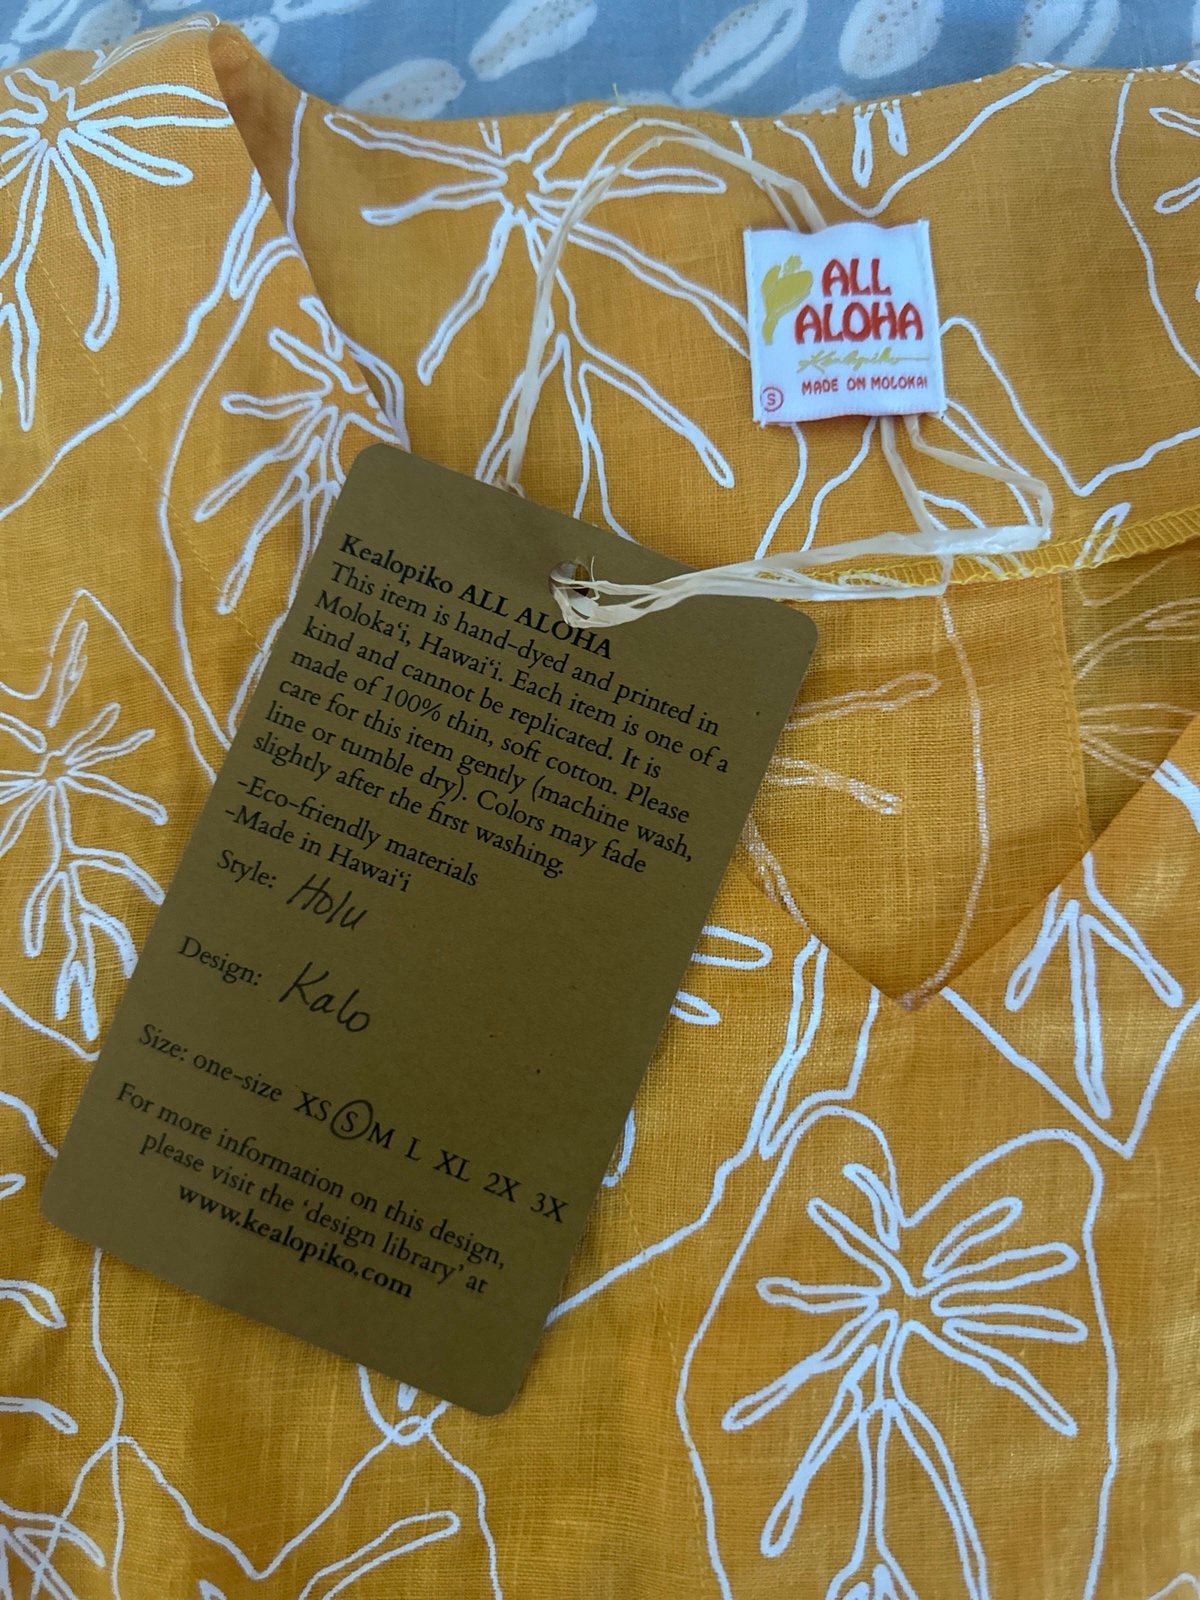 ALL
ALOHA
Kealopiko
MADE ON MOLOKAI
S
Kealopiko ALL ALOHA
This item is hand-dyed and printed in
Molokaʻi, Hawaiʻi. Each item is one of a
kind and cannot be replicated. It is
made of 100% thin, soft cotton. Please
care for this item gently (machine wash,
line or tumble dry). Colors may fade
slightly after the first washing.
-Eco-friendly materials
-Made in Hawaiʻi
Style: Holu
Design: Kalo
Size: one-size XS S M L XL 2X 3X
For more information on this design,
please visit the ‘design library’ at
www.kealopiko.com